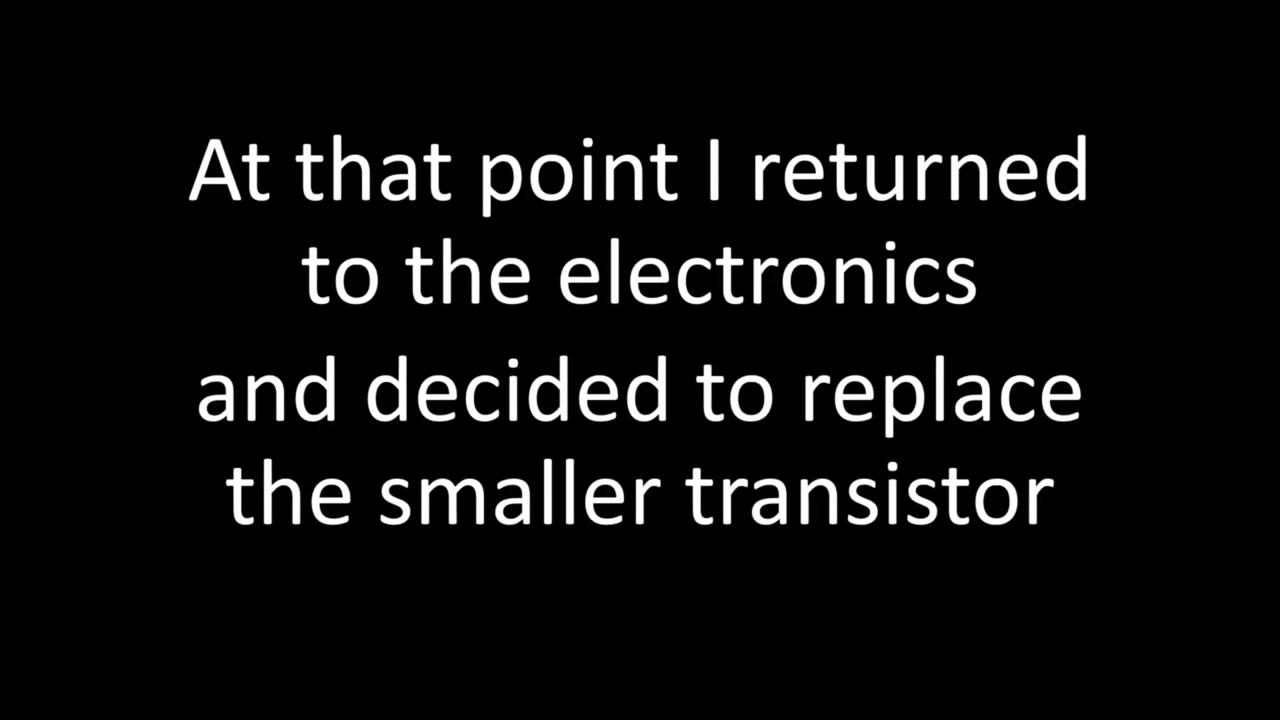 At that point I returned
to the electronics
and decided to replace
the smaller transistor